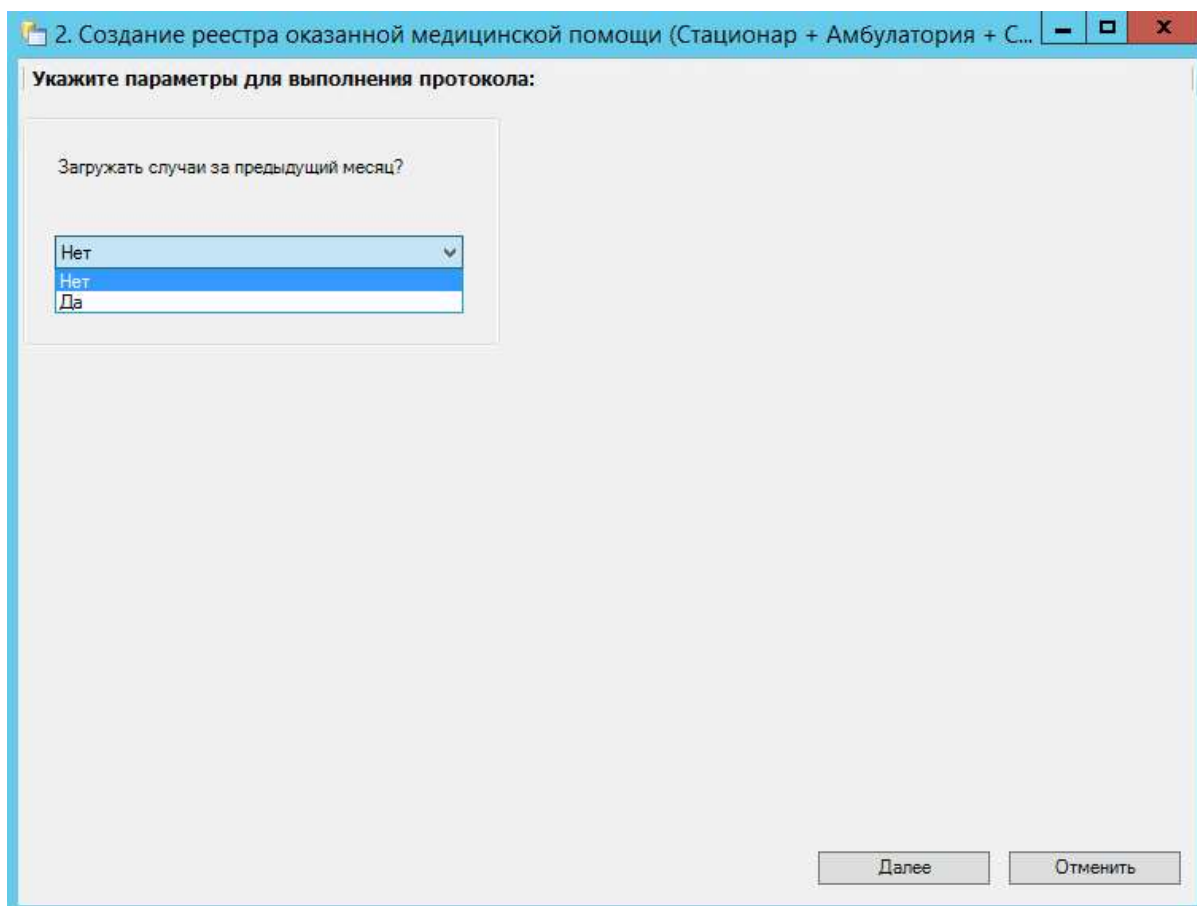 2. Создание реестра оказанной медицинской помощи (Стационар + Амбулатория + С...
Укажите параметры для выполнения протокола:
Загружать случаи за предыдущий месяц?
Нет
Нет
Да
Далее
Отменить